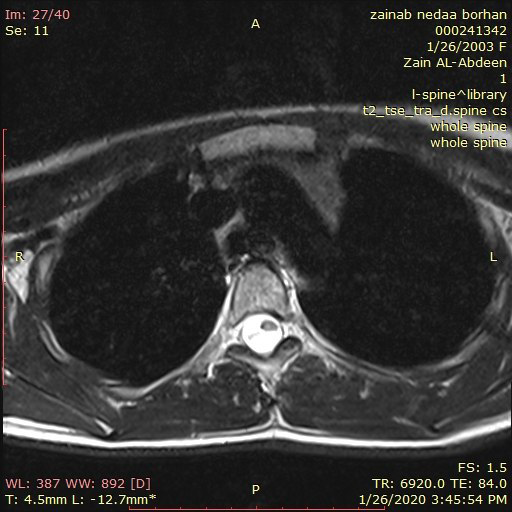 Im: 27/40
Se: 11
A
zainab nedaa borhan
000241342
1/26/2003 F
Zain AL-Abdeen
1
l-spine^library
t2_tse_tra_d.spine cs
whole spine
whole spine
R
L
WL: 387 WW: 892 [D]
T: 4.5mm L: -12.7mm*
P
FS: 1.5
TR: 6920.0 TE: 84.0
1/26/2020 3:45:54 PM